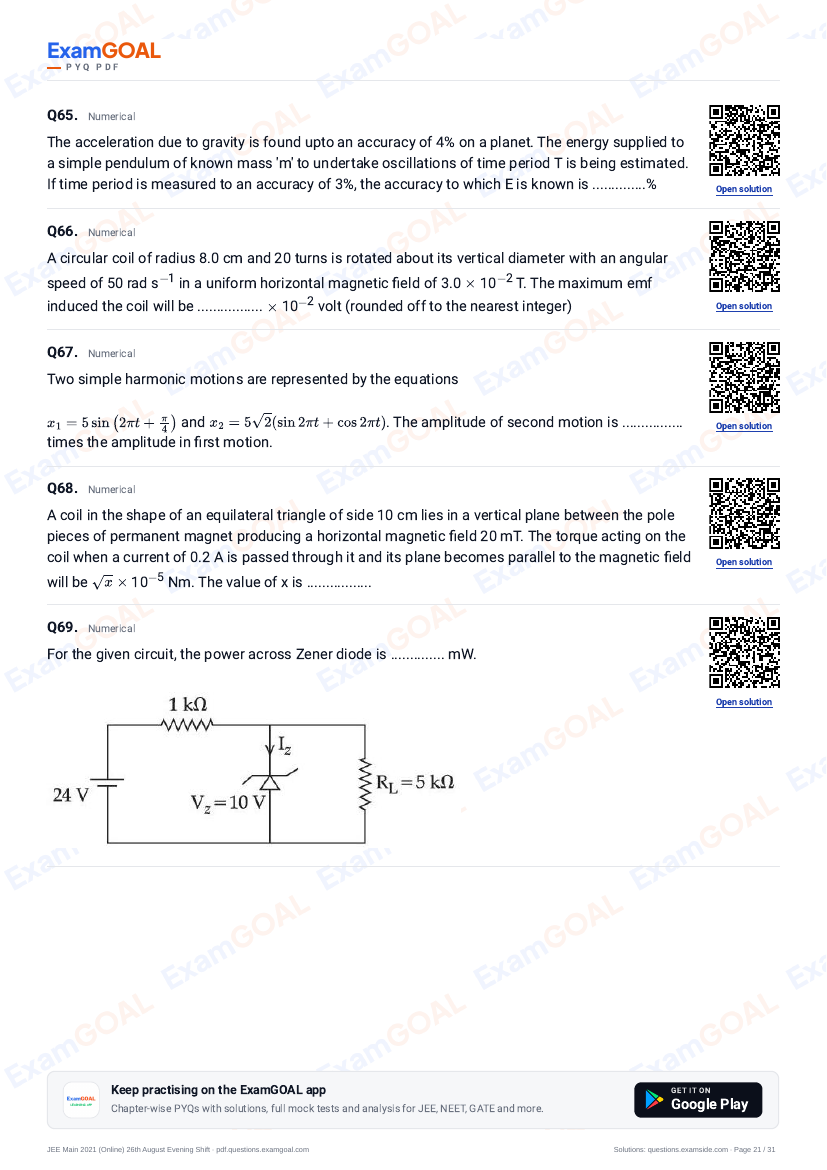 ExamGOAL
PYQ PDF
Q65. Numerical
The acceleration due to gravity is found upto an accuracy of 4% on a planet. The energy supplied to
a simple pendulum of known mass 'm' to undertake oscillations of time period T is being estimated.
If time period is measured to an accuracy of 3%, the accuracy to which E is known is ..............%
Open solution
Q66. Numerical
A circular coil of radius 8.0 cm and 20 turns is rotated about its vertical diameter with an angular
speed of 50 rad s⁻¹ in a uniform horizontal magnetic field of 3.0 × 10⁻² T. The maximum emf
induced the coil will be ................. × 10⁻² volt (rounded off to the nearest integer)
Open solution
Q67. Numerical
Two simple harmonic motions are represented by the equations
x₁ = 5 sin (2πt + π/4) and x₂ = 5√2(sin 2πt + cos 2πt). The amplitude of second motion is ................
times the amplitude in first motion.
Open solution
Q68. Numerical
A coil in the shape of an equilateral triangle of side 10 cm lies in a vertical plane between the pole
pieces of permanent magnet producing a horizontal magnetic field 20 mT. The torque acting on the
coil when a current of 0.2 A is passed through it and its plane becomes parallel to the magnetic field
will be √x × 10⁻⁵ Nm. The value of x is .................
Open solution
Q69. Numerical
For the given circuit, the power across Zener diode is .............. mW.
Open solution
1 kΩ
I_z
24 V
V_z = 10 V
R_L = 5 kΩ
ExamGOAL
Keep practising on the ExamGOAL app
Chapter-wise PYQs with solutions, full mock tests and analysis for JEE, NEET, GATE and more.
GET IT ON
Google Play
JEE Main 2021 (Online) 26th August Evening Shift · pdf.questions.examgoal.com
Solutions: questions.examside.com · Page 21 / 31